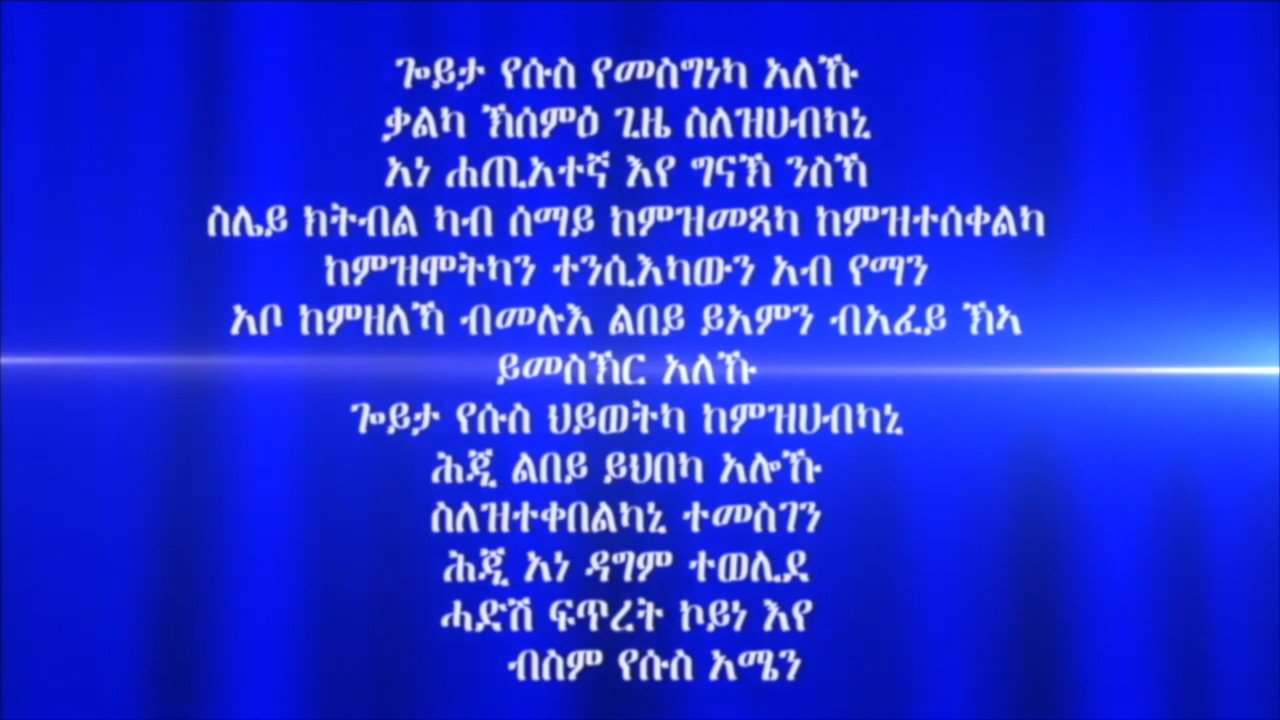 ጐይታ የሱስ የመስግነካ አለኹ
ቃልካ ኽሰምዕ ጊዜ ስለዝሀብካኒ
አነ ሐጢአተኛ እየ ግናኽ ንስኻ
ስሌይ ክትብል ካብ ሰማይ ከምዝመጻካ ከምዝተሰቀልካ
ከምዝሞትካን ተንሲእካውን አብ የማን
አቦ ከምዘለኻ ብመሉእ ልበይ ይአምን ብአፈይ ኽኣ
ይመስኽር አለኹ
ጐይታ የሱስ ህይወትካ ከምዝሀብካኒ
ሕጂ ልበይ ይህበካ አሎኹ
ስለዝተቀበልካኒ ተመስገን
ሕጂ አነ ዳግም ተወሊደ
ሓድሽ ፍጥረት ኮይነ እየ
ብስም የሱስ አሜን